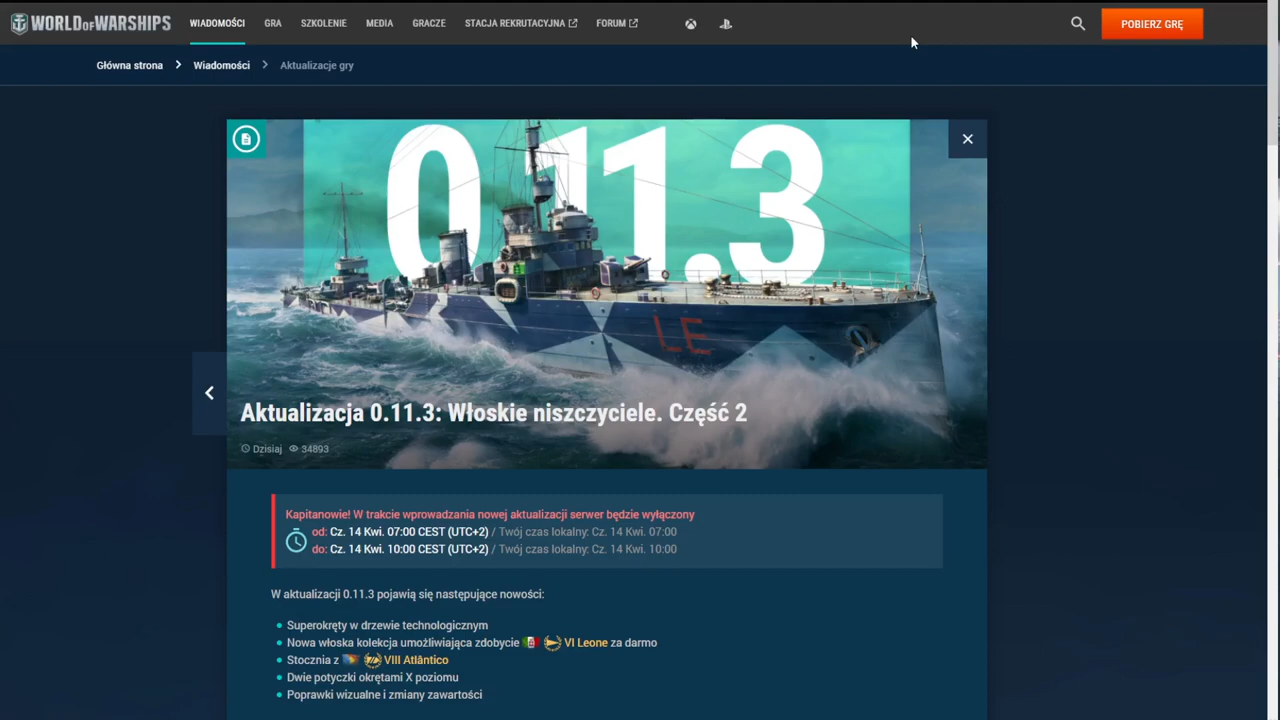 WORLD OF WARSHIPS WIADOMOŚCI GRA SZKOLENIE MEDIA GRACZE STACJA REKRUTACYJNA FORUM POBIERZ GRĘ
Główna strona Wiadomości Aktualizacje gry
0.11.3
LE
Aktualizacja 0.11.3: Włoskie niszczyciele. Część 2
Dzisiaj 34893
Kapitanowie! W trakcie wprowadzania nowej aktualizacji serwer będzie wyłączony
od: Cz. 14 Kwi. 07:00 CEST (UTC+2) / Twój czas lokalny: Cz. 14 Kwi. 07:00
do: Cz. 14 Kwi. 10:00 CEST (UTC+2) / Twój czas lokalny: Cz. 14 Kwi. 10:00
W aktualizacji 0.11.3 pojawią się następujące nowości:
Superokręty w drzewie technologicznym
Nowa włoska kolekcja umożliwiająca zdobycie VI Leone za darmo
Stocznia z VIII Atlântico
Dwie potyczki okrętami X poziomu
Poprawki wizualne i zmiany zawartości